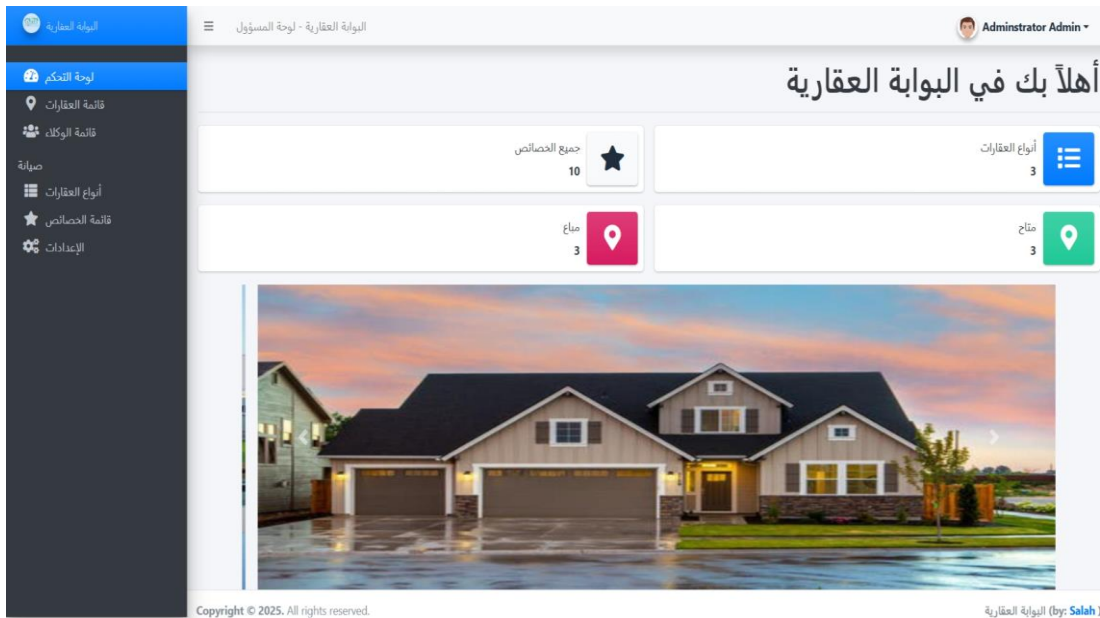 البوابة العقارية
البوابة العقارية - لوحة المسؤول
Adminstrator Admin
لوحة التحكم
قائمة العقارات
قائمة الوكلاء
صيانة
أنواع العقارات
قائمة الخصائص
الإعدادات
أهلاً بك في البوابة العقارية
أنواع العقارات
3
جميع الخصائص
10
متاح
3
مباع
3
Copyright © 2025. All rights reserved.
البوابة العقارية (by: Salah )